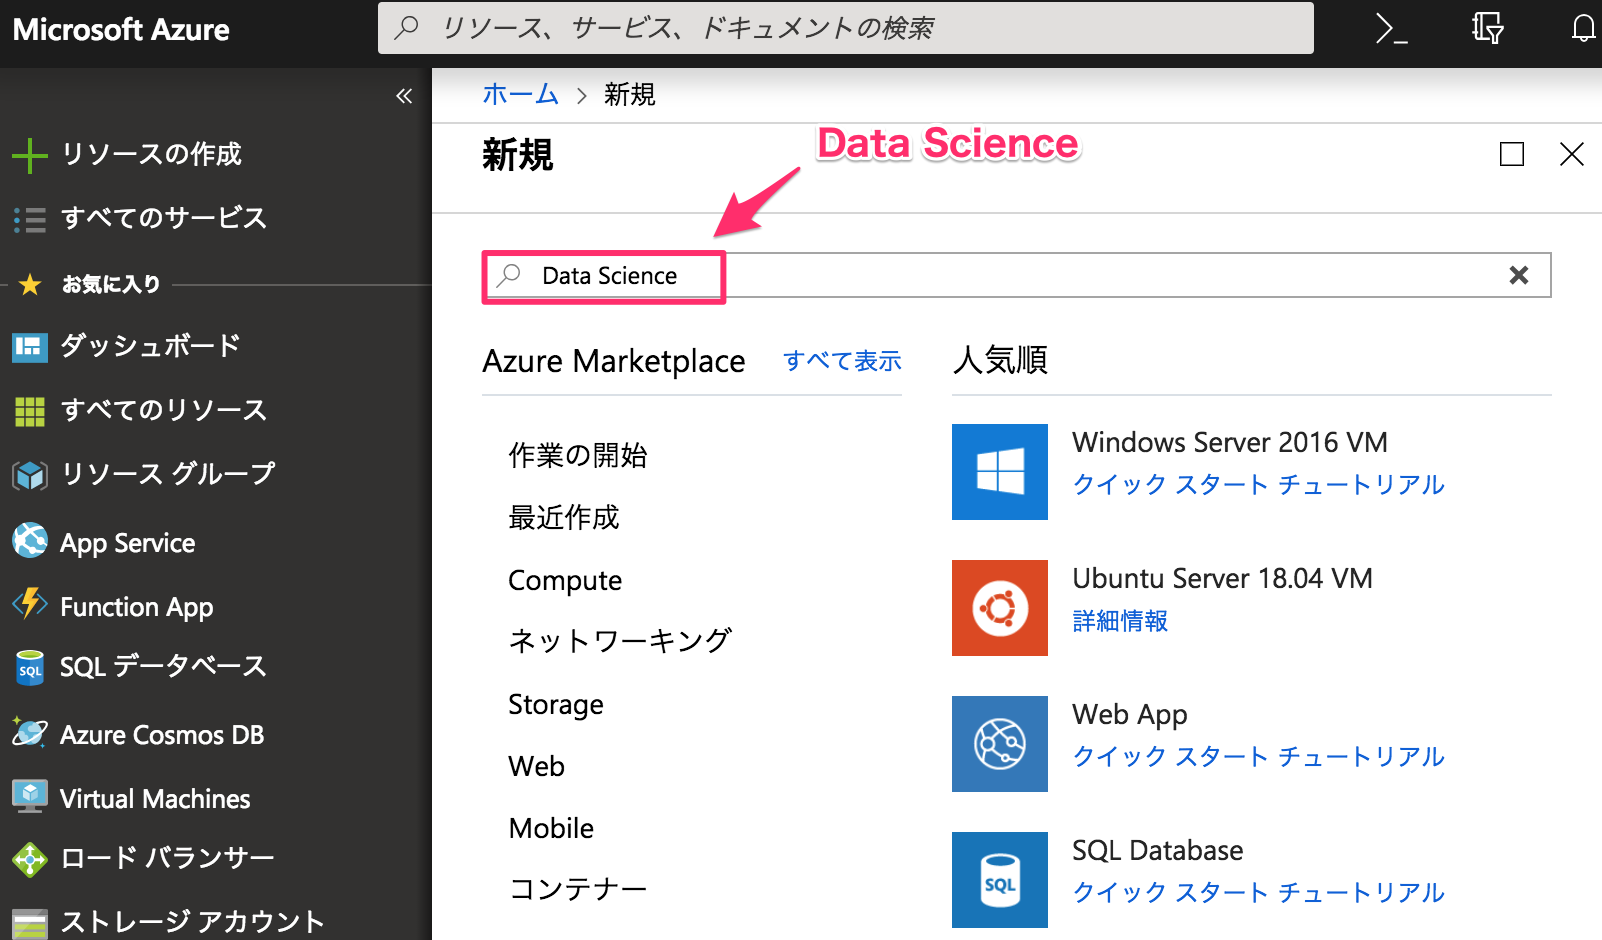 Microsoft Azure
リソース、サービス、ドキュメントの検索
«
リソースの作成
すべてのサービス
お気に入り
ダッシュボード
すべてのリソース
リソース グループ
App Service
Function App
SQL データベース
Azure Cosmos DB
Virtual Machines
ロード バランサー
ストレージ アカウント
ホーム > 新規
新規
Data Science
Data Science
Azure Marketplace すべて表示
作業の開始
最近作成
Compute
ネットワーキング
Storage
Web
Mobile
コンテナー
人気順
Windows Server 2016 VM
クイック スタート チュートリアル
Ubuntu Server 18.04 VM
詳細情報
Web App
クイック スタート チュートリアル
SQL
SQL Database
クイック スタート チュートリアル